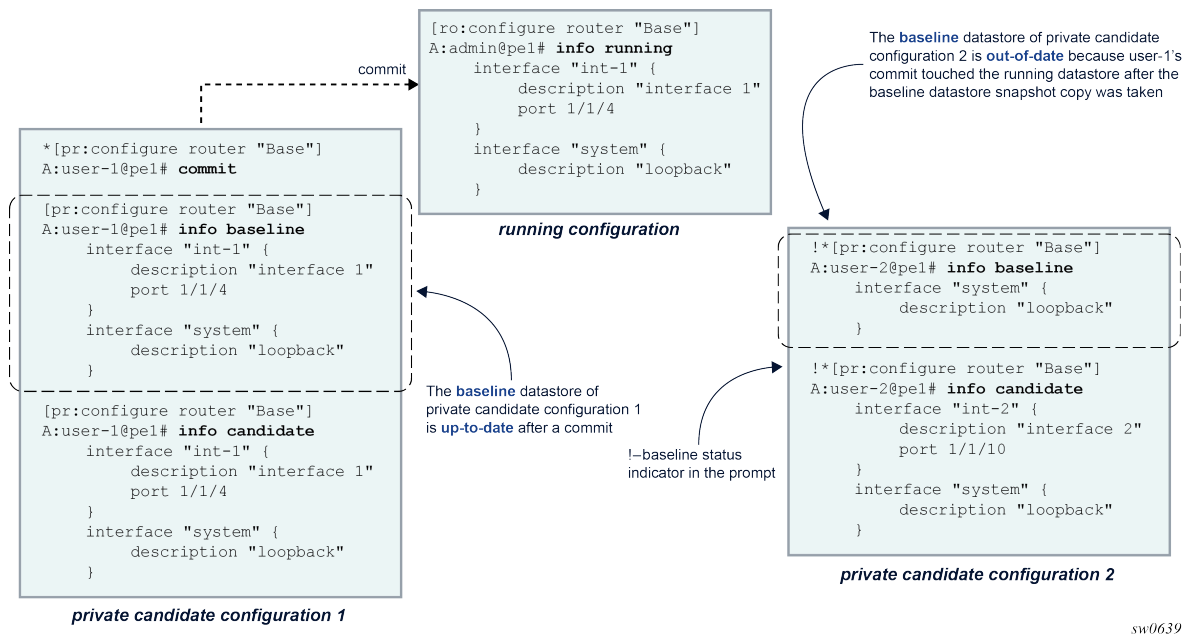 [ro:configure router "Base"]
A:admin@pe1# info running
interface "int-1" {
description "interface 1"
port 1/1/4
}
interface "system" {
description "loopback"
}
running configuration
commit
*[pr:configure router "Base"]
A:user-1@pe1# commit
[pr:configure router "Base"]
A:user-1@pe1# info baseline
interface "int-1" {
description "interface 1"
port 1/1/4
}
interface "system" {
description "loopback"
}
[pr:configure router "Base"]
A:user-1@pe1# info candidate
interface "int-1" {
description "interface 1"
port 1/1/4
}
interface "system" {
description "loopback"
}
private candidate configuration 1
The baseline datastore of
private candidate configuration 1
is up-to-date after a commit
The baseline datastore of private candidate
configuration 2 is out-of-date because user-1's
commit touched the running datastore after the
baseline datastore snapshot copy was taken
!*[pr:configure router "Base"]
A:user-2@pe1# info baseline
interface "system" {
description "loopback"
}
!*[pr:configure router "Base"]
A:user-2@pe1# info candidate
interface "int-2" {
description "interface 2"
port 1/1/10
}
interface "system" {
description "loopback"
}
private candidate configuration 2
!–baseline status
indicator in the prompt
sw0639